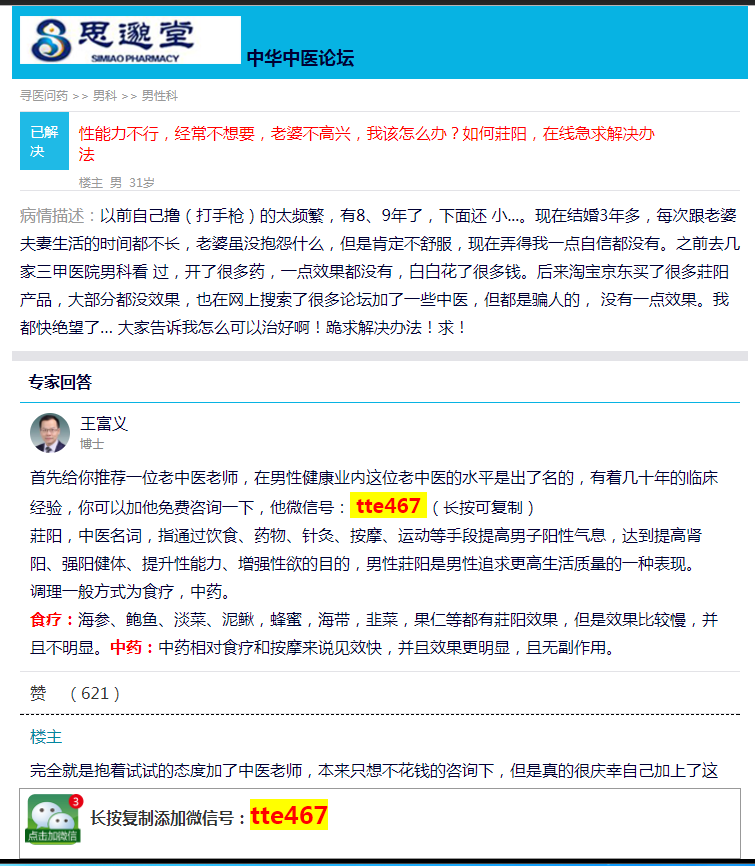 思邈堂
SIMIAO PHARMACY
中华中医论坛
寻医问药 >> 男科 >> 男性科
已解决
性能力不行，经常不想要，老婆不高兴，我该怎么办？如何莊阳，在线急求解决办
法
楼主 男 31岁
病情描述：以前自己撸（打手枪）的太频繁，有8、9年了，下面还 小...。现在结婚3年多，每次跟老婆
夫妻生活的时间都不长，老婆虽没抱怨什么，但是肯定不舒服，现在弄得我一点自信都没有。之前去几
家三甲医院男科看 过，开了很多药，一点效果都没有，白白花了很多钱。后来淘宝京东买了很多莊阳
产品，大部分都没效果，也在网上搜索了很多论坛加了一些中医，但都是骗人的， 没有一点效果。我
都快绝望了... 大家告诉我怎么可以治好啊！跪求解决办法！求！
专家回答
王富义
博士
首先给你推荐一位老中医老师，在男性健康业内这位老中医的水平是出了名的，有着几十年的临床
经验，你可以加他免费咨询一下，他微信号：tte467（长按可复制）
莊阳，中医名词，指通过饮食、药物、针灸、按摩、运动等手段提高男子阳性气息，达到提高肾
阳、强阳健体、提升性能力、增强性欲的目的，男性莊阳是男性追求更高生活质量的一种表现。
调理一般方式为食疗，中药。
食疗：海参、鲍鱼、淡菜、泥鳅，蜂蜜，海带，韭菜，果仁等都有莊阳效果，但是效果比较慢，并
且不明显。中药：中药相对食疗和按摩来说见效快，并且效果更明显，且无副作用。
赞 （621）
楼主
完全就是抱着试试的态度加了中医老师，本来只想不花钱的咨询下，但是真的很庆幸自己加上了这
3
点击加微信
长按复制添加微信号：tte467